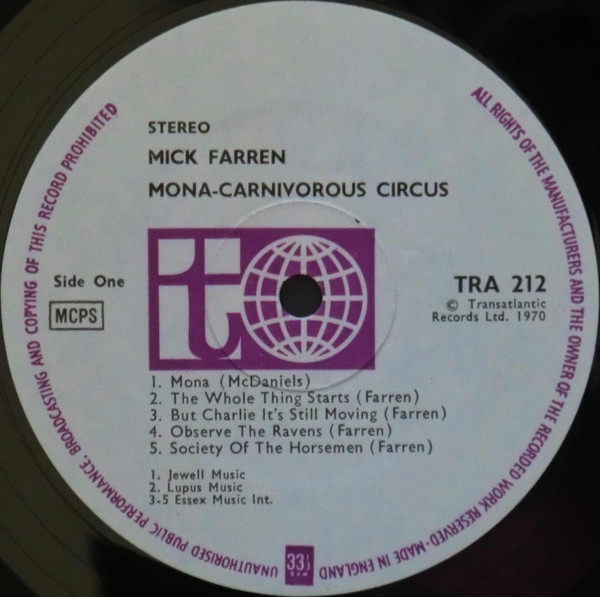 STEREO
MICK FARREN
MONA-CARNIVOROUS CIRCUS
t
Side One
MCPS
TRA 212
© Transatlantic
Records Ltd. 1970
1. Mona (McDaniels)
2. The Whole Thing Starts (Farren)
3. But Charlie It's Still Moving (Farren)
4. Observe The Ravens (Farren)
5. Society Of The Horsemen (Farren)
1. Jewell Music
2. Lupus Music
3-5 Essex Music Int.
ALL RIGHTS OF THE MANUFACTURERS AND THE OWNER OF THE RECORDED WORK RESERVED·MADE IN ENGLAND
33⅓
RPM
UNAUTHORISED PUBLIC PERFORMANCE, BROADCASTING AND COPYING OF THIS RECORD PROHIBITED